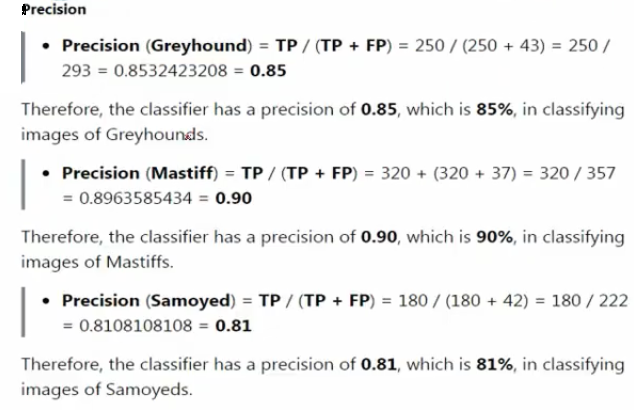 Precision
• Precision (Greyhound) = TP / (TP + FP) = 250 / (250 + 43) = 250 /
293 = 0.8532423208 = 0.85
Therefore, the classifier has a precision of 0.85, which is 85%, in classifying
images of Greyhounds.
• Precision (Mastiff) = TP / (TP + FP) = 320 + (320 + 37) = 320 / 357
= 0.8963585434 = 0.90
Therefore, the classifier has a precision of 0.90, which is 90%, in classifying
images of Mastiffs.
• Precision (Samoyed) = TP / (TP + FP) = 180 / (180 + 42) = 180 / 222
= 0.8108108108 = 0.81
Therefore, the classifier has a precision of 0.81, which is 81%, in classifying
images of Samoyeds.